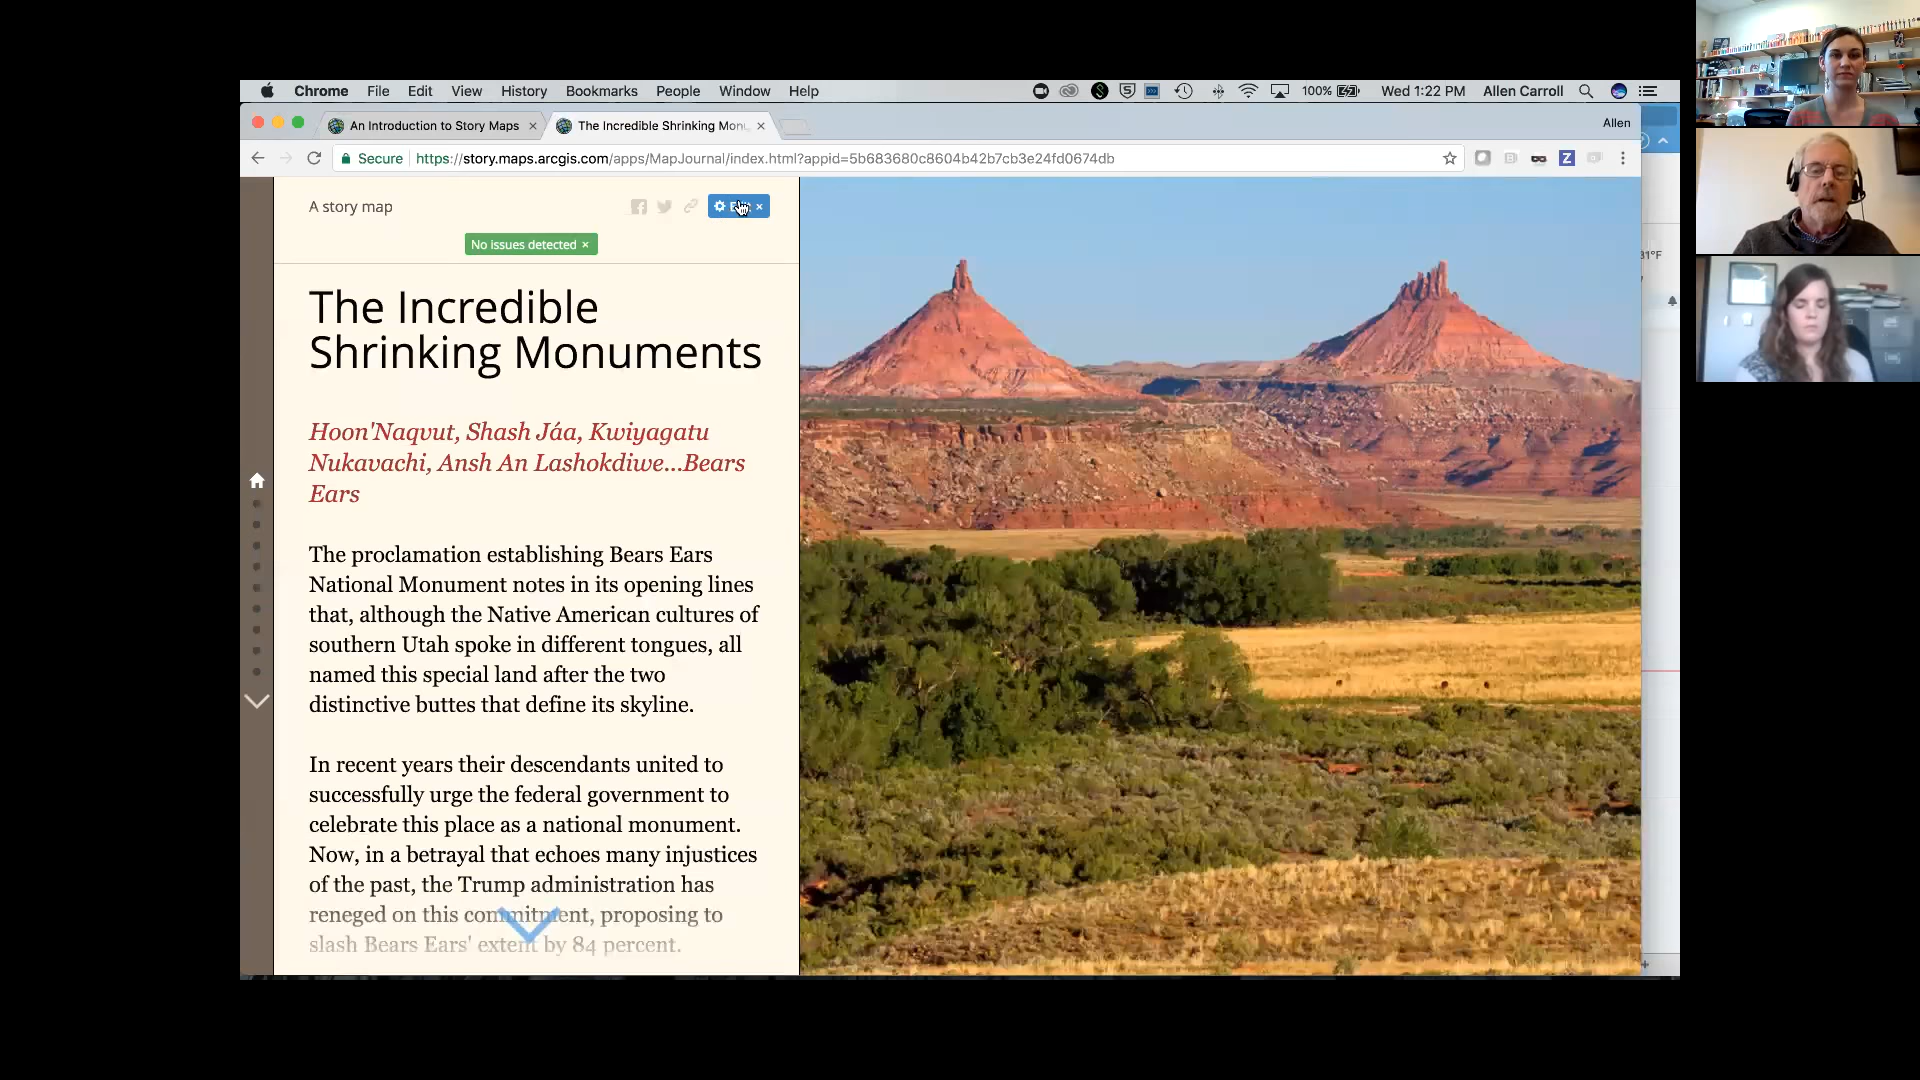 Chrome File Edit View History Bookmarks People Window Help
100% Wed 1:22 PM Allen Carroll
An Introduction to Story Maps
The Incredible Shrinking Monu
Allen
Secure https://story.maps.arcgis.com/apps/MapJournal/index.html?appid=5b683680c8604b42b7cb3e24fd0674db
Z
A story map
No issues detected ×
The Incredible
Shrinking Monuments
Hoon'Naqvut, Shash Jáa, Kwiyagatu
Nukavachi, Ansh An Lashokdiwe...Bears
Ears
The proclamation establishing Bears Ears
National Monument notes in its opening lines
that, although the Native American cultures of
southern Utah spoke in different tongues, all
named this special land after the two
distinctive buttes that define its skyline.
In recent years their descendants united to
successfully urge the federal government to
celebrate this place as a national monument.
Now, in a betrayal that echoes many injustices
of the past, the Trump administration has
reneged on this commitment, proposing to
slash Bears Ears' extent by 84 percent.